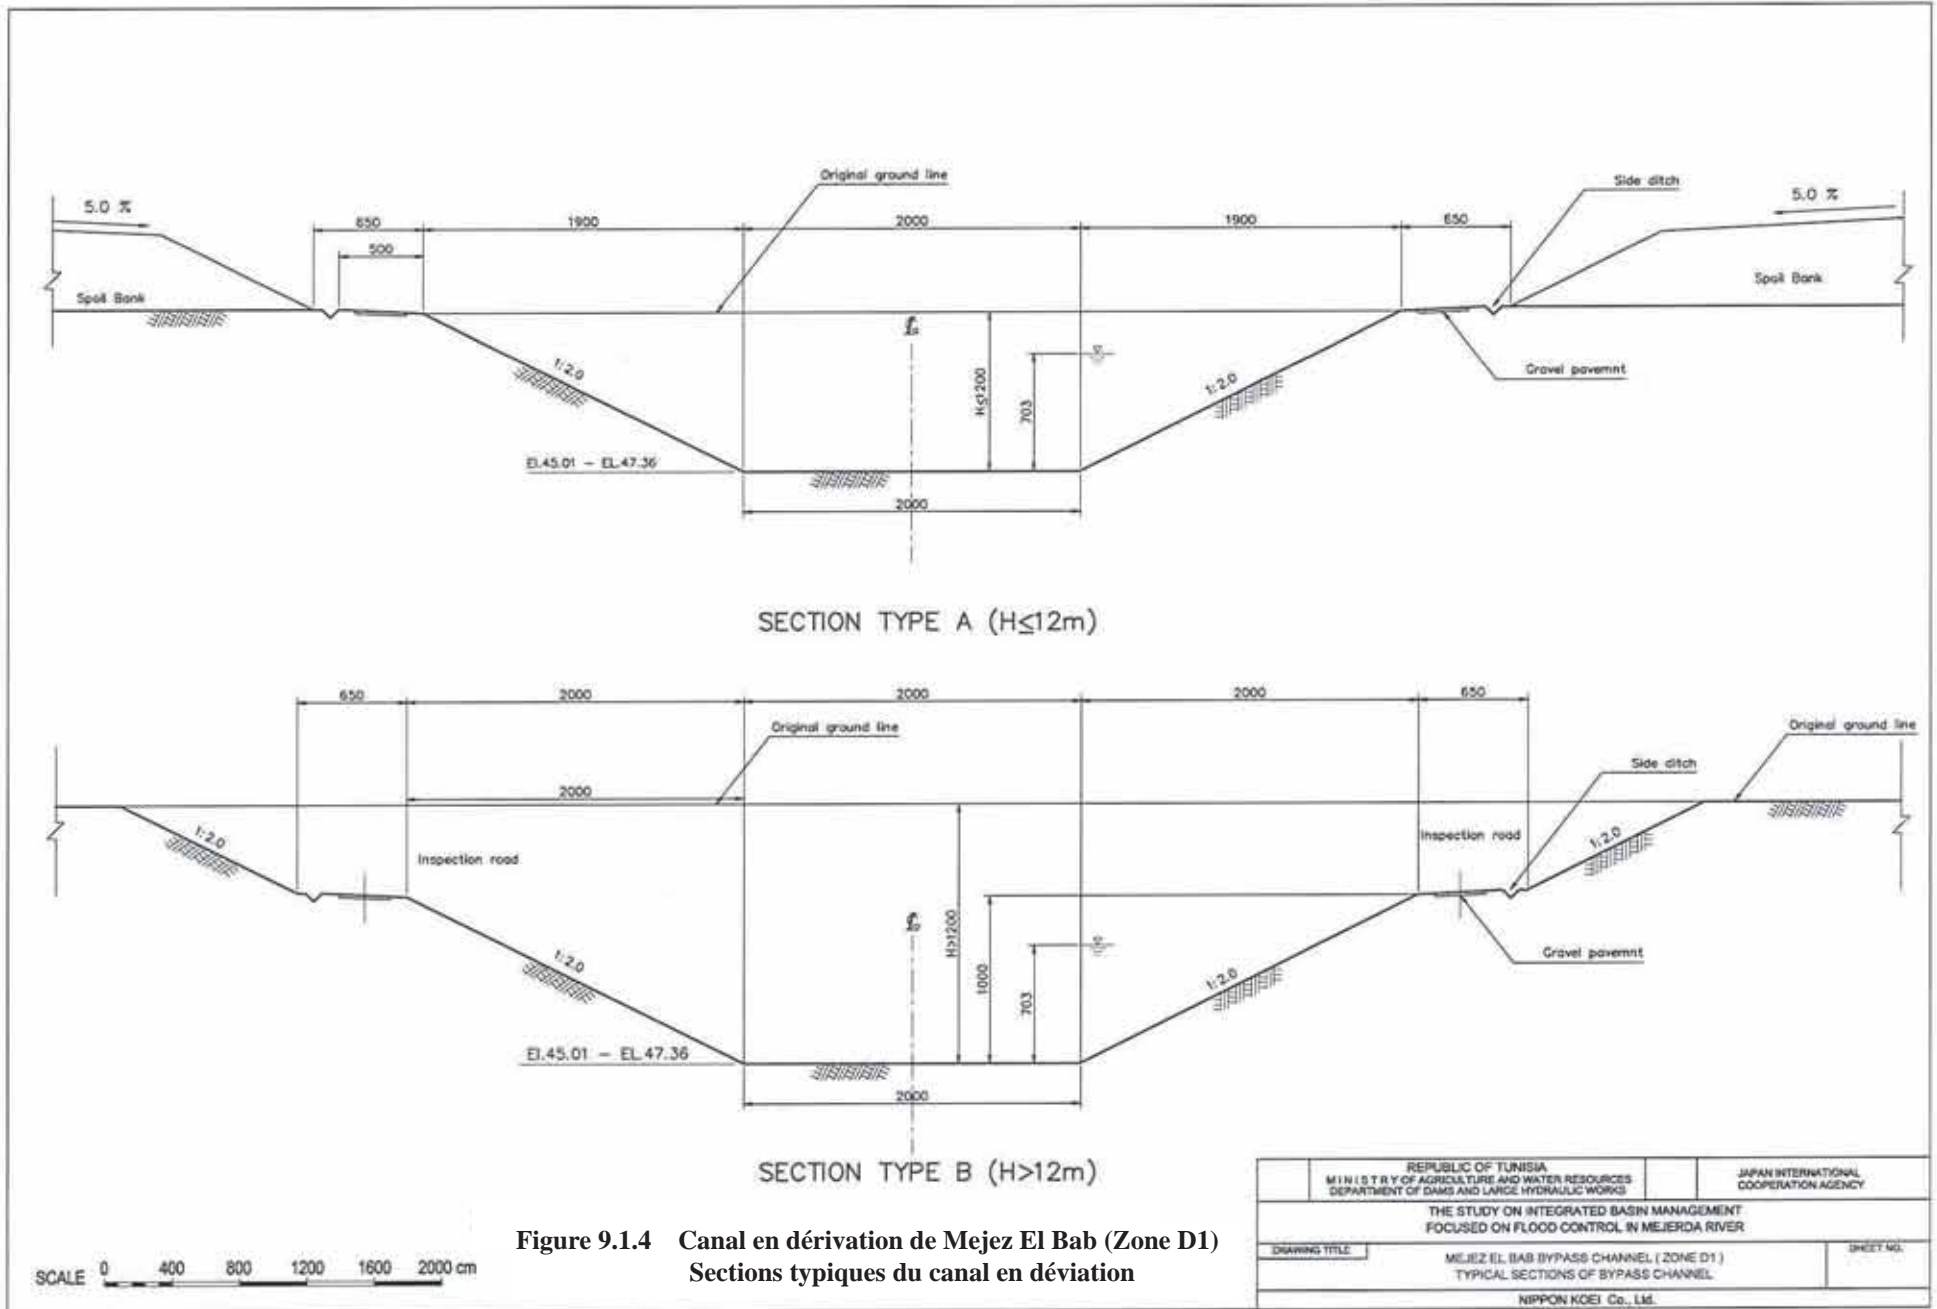 Original ground line
Side ditch
5.0 %
5.0 %
650
1900
2000
1900
650
500
Spoil Bank
Spoil Bank
Gravel pavemnt
1:2.0
1:2.0
H≤1200
703
El.45.01 - EL.47.36
2000
SECTION TYPE A (H≤12m)
650
2000
2000
2000
650
Original ground line
Original ground line
Side ditch
2000
1:2.0
Inspection road
Inspection road
1:2.0
H>1200
1000
703
Gravel pavemnt
1:2.0
1:2.0
El.45.01 - EL.47.36
2000
SECTION TYPE B (H>12m)
REPUBLIC OF TUNISIA
MINISTRY OF AGRICULTURE AND WATER RESOURCES
DEPARTMENT OF DAMS AND LARGE HYDRAULIC WORKS
JAPAN INTERNATIONAL
COOPERATION AGENCY
THE STUDY ON INTEGRATED BASIN MANAGEMENT
FOCUSED ON FLOOD CONTROL IN MEJERDA RIVER
DRAWING TITLE
MEJEZ EL BAB BYPASS CHANNEL ( ZONE D1 )
TYPICAL SECTIONS OF BYPASS CHANNEL
SHEET NO.
NIPPON KOEI Co., Ltd.
Figure 9.1.4 Canal en dérivation de Mejez El Bab (Zone D1)
Sections typiques du canal en déviation
SCALE 0 400 800 1200 1600 2000 cm